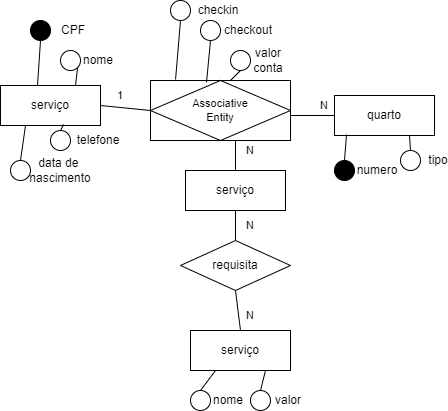 checkin
CPF
checkout
nome
valor
conta
serviço
1
Associative
Entity
N
quarto
telefone
data de
nascimento
N
numero
tipo
serviço
N
requisita
N
serviço
nome
valor